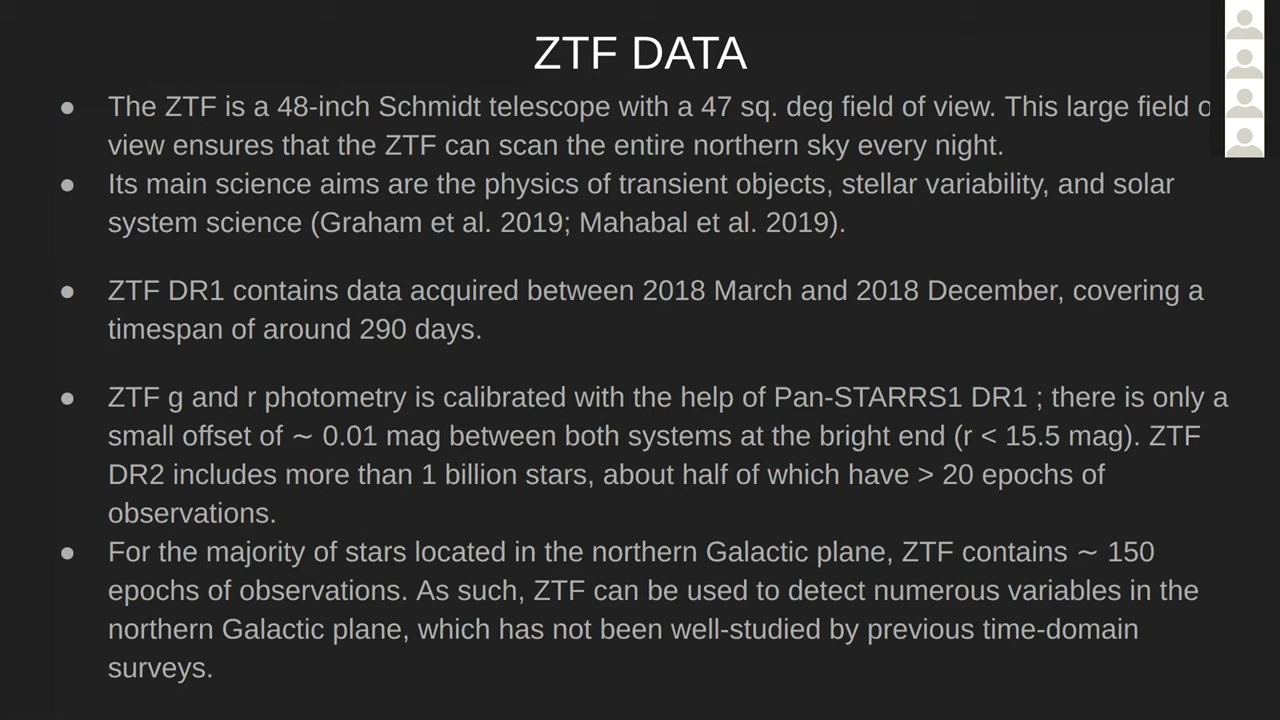 ZTF DATA
● The ZTF is a 48-inch Schmidt telescope with a 47 sq. deg field of view. This large field
view ensures that the ZTF can scan the entire northern sky every night.
● Its main science aims are the physics of transient objects, stellar variability, and solar
system science (Graham et al. 2019; Mahabal et al. 2019).
● ZTF DR1 contains data acquired between 2018 March and 2018 December, covering a
timespan of around 290 days.
● ZTF g and r photometry is calibrated with the help of Pan-STARRS1 DR1 ; there is only a
small offset of ∼ 0.01 mag between both systems at the bright end (r < 15.5 mag). ZTF
DR2 includes more than 1 billion stars, about half of which have > 20 epochs of
observations.
● For the majority of stars located in the northern Galactic plane, ZTF contains ∼ 150
epochs of observations. As such, ZTF can be used to detect numerous variables in the
northern Galactic plane, which has not been well-studied by previous time-domain
surveys.